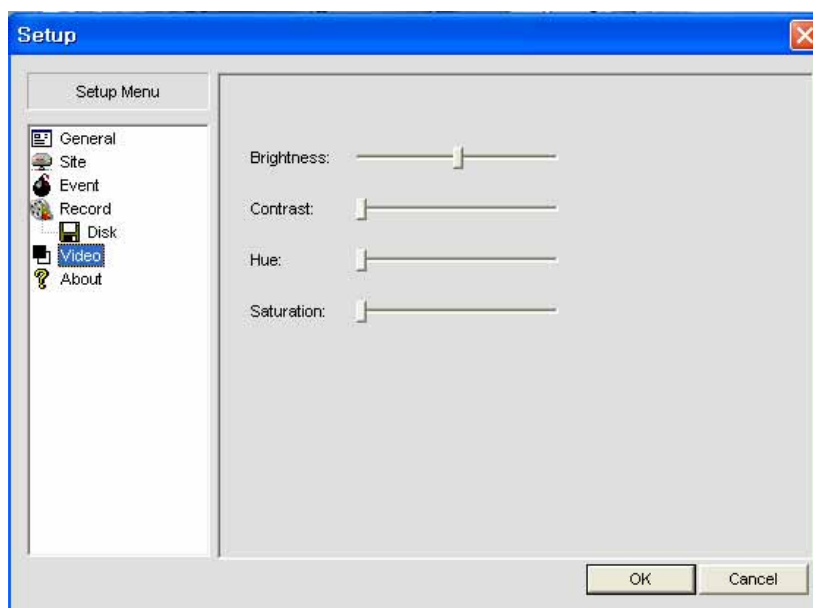 Setup
Setup Menu
General
Site
Event
Record
Disk
Video
About
Brightness:
Contrast:
Hue:
Saturation:
OK
Cancel